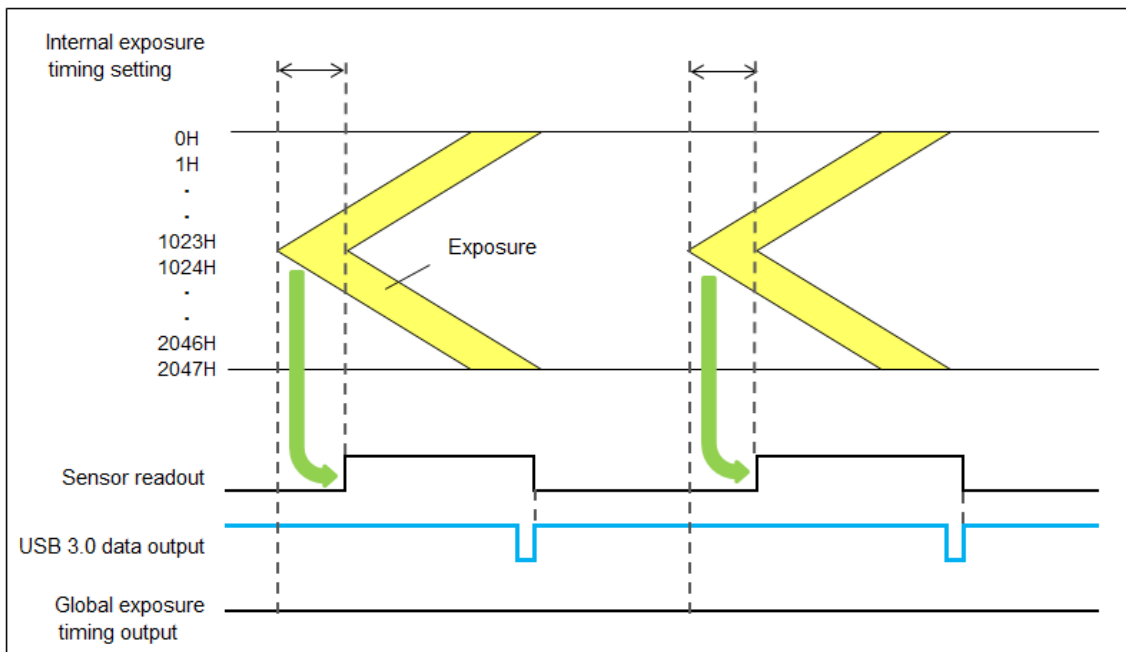 Internal exposure
timing setting
0H
1H
.
.
1023H
1024H
.
.
2046H
2047H
Exposure
Sensor readout
USB 3.0 data output
Global exposure
timing output